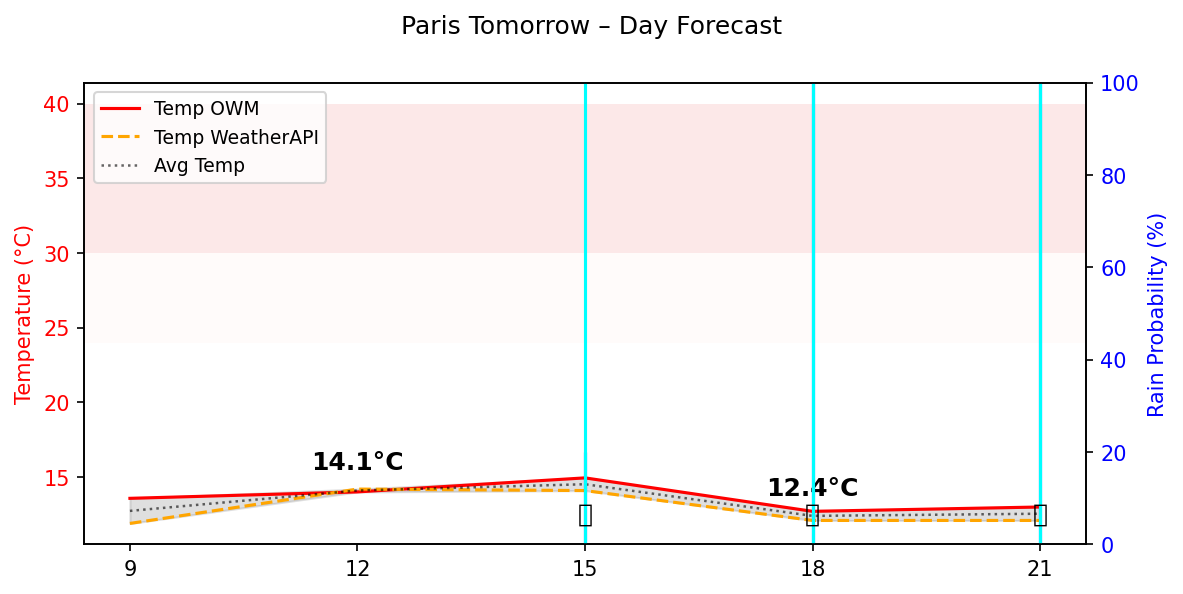 Paris Tomorrow – Day Forecast
Temp OWM
Temp WeatherAPI
Avg Temp
Temperature (°C)
40
35
30
25
20
15
100
80
60
40
20
0
Rain Probability (%)
14.1°C
12.4°C
9
12
15
18
21